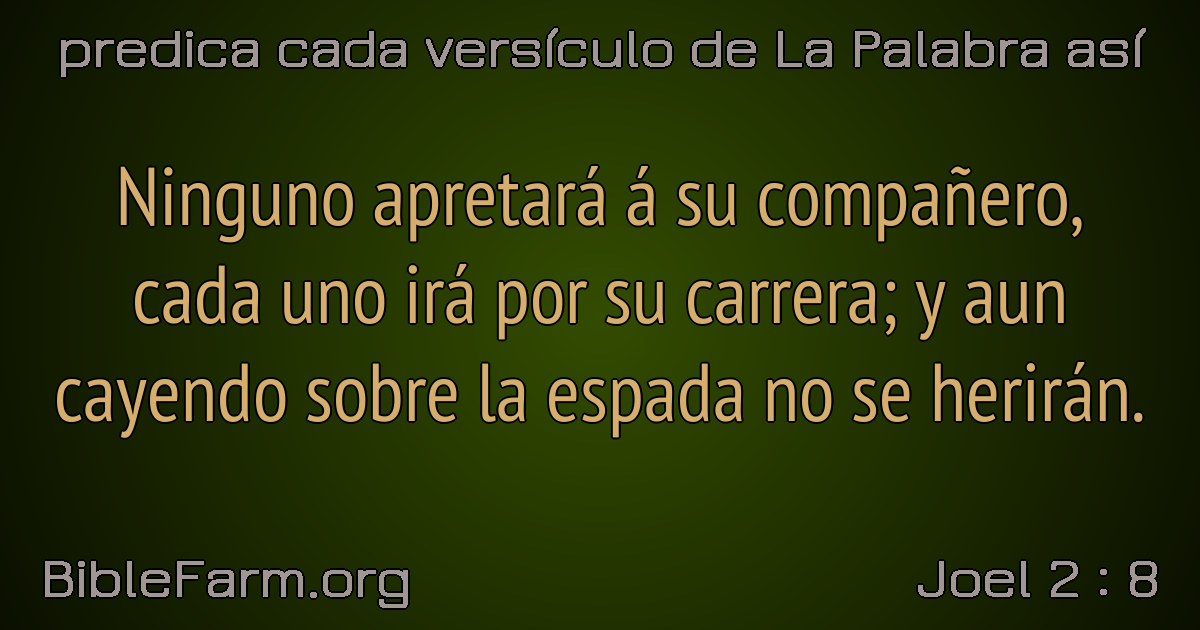 predica cada versículo de La Palabra así
Ninguno apretará á su compañero,
cada uno irá por su carrera; y aun
cayendo sobre la espada no se herirán.
BibleFarm.org
Joel 2 : 8